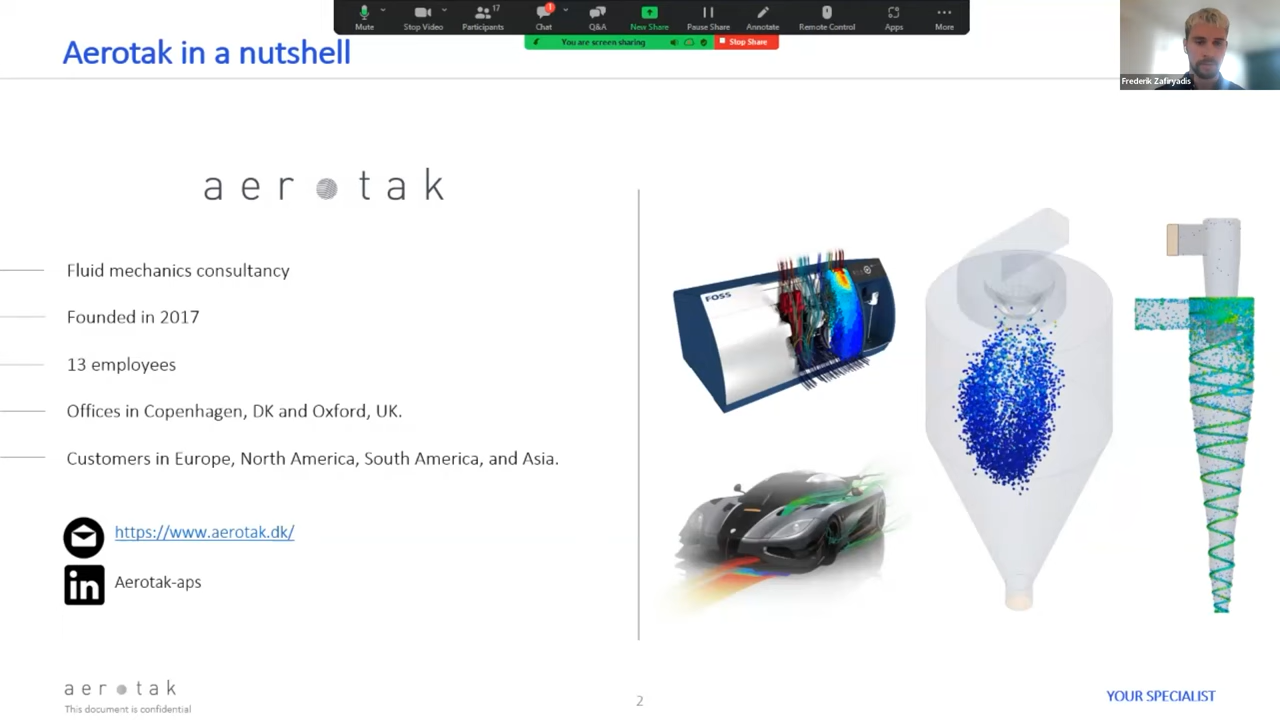 17
1
Mute
Stop Video
Participants
Chat
Q&A
New Share
Pause Share
Annotate
Remote Control
Apps
More
You are screen sharing
Stop Share
Frederik Zafiryadis
Aerotak in a nutshell
aerotak
Fluid mechanics consultancy
Founded in 2017
13 employees
Offices in Copenhagen, DK and Oxford, UK.
Customers in Europe, North America, South America, and Asia.
https://www.aerotak.dk/
in
Aerotak-aps
FOSS
aerotak
This document is confidential
2
YOUR SPECIALIST